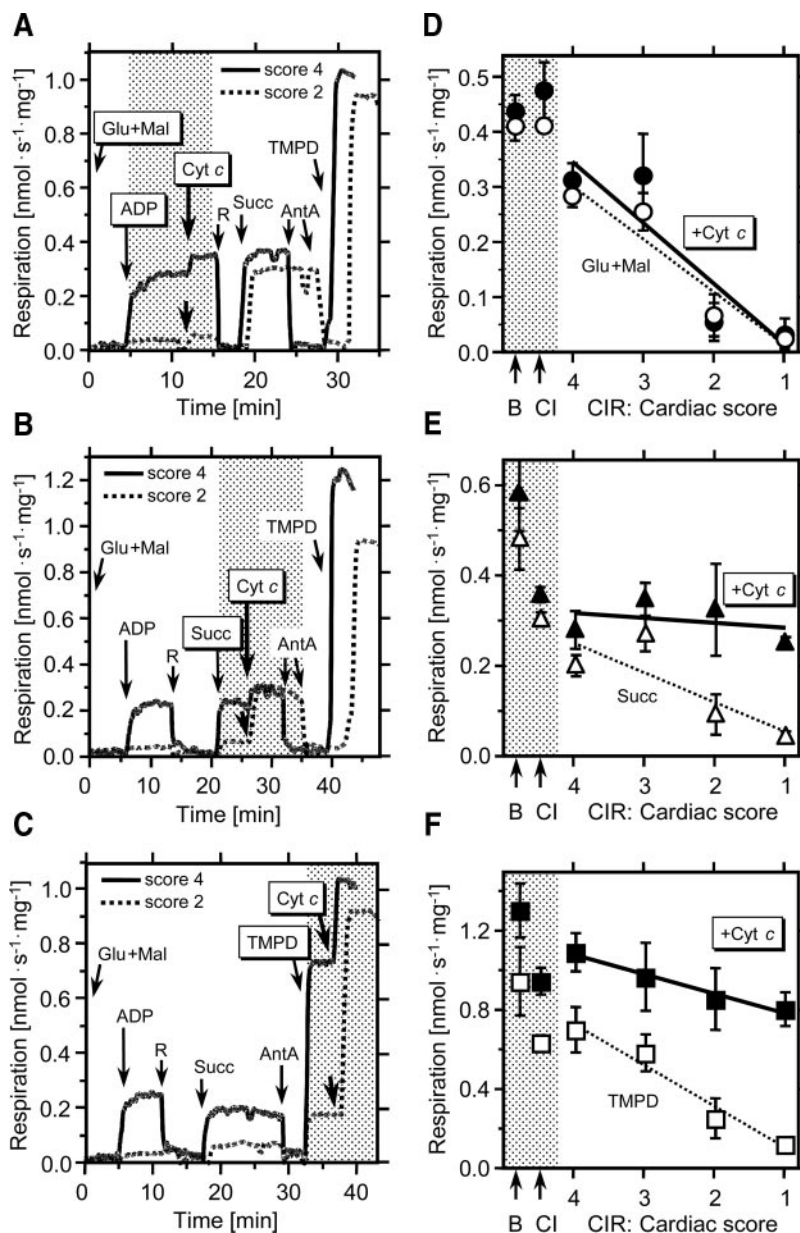 A
Respiration [nmol·s⁻¹·mg⁻¹]
1.0
0.8
0.6
0.4
0.2
0.0
score 4
score 2
Glu+Mal
ADP
Cyt c
R
Succ
AntA
TMPD
0 10 20 30
Time [min]
D
Respiration [nmol·s⁻¹·mg⁻¹]
0.5
0.4
0.3
0.2
0.1
0.0
+Cyt c
Glu+Mal
4 3 2 1
B CI CIR: Cardiac score
B
Respiration [nmol·s⁻¹·mg⁻¹]
1.2
1.0
0.8
0.6
0.4
0.2
0.0
score 4
score 2
Glu+Mal
TMPD
Cyt c
ADP
R
Succ
AntA
0 10 20 30 40
Time [min]
E
Respiration [nmol·s⁻¹·mg⁻¹]
0.6
0.4
0.2
0.0
+Cyt c
Succ
4 3 2 1
B CI CIR: Cardiac score
C
Respiration [nmol·s⁻¹·mg⁻¹]
1.0
0.8
0.6
0.4
0.2
0.0
score 4
score 2
Cyt c
TMPD
Glu+Mal
ADP
R
Succ
AntA
0 10 20 30 40
Time [min]
F
Respiration [nmol·s⁻¹·mg⁻¹]
1.2
0.8
0.4
0.0
+Cyt c
TMPD
4 3 2 1
B CI CIR: Cardiac score